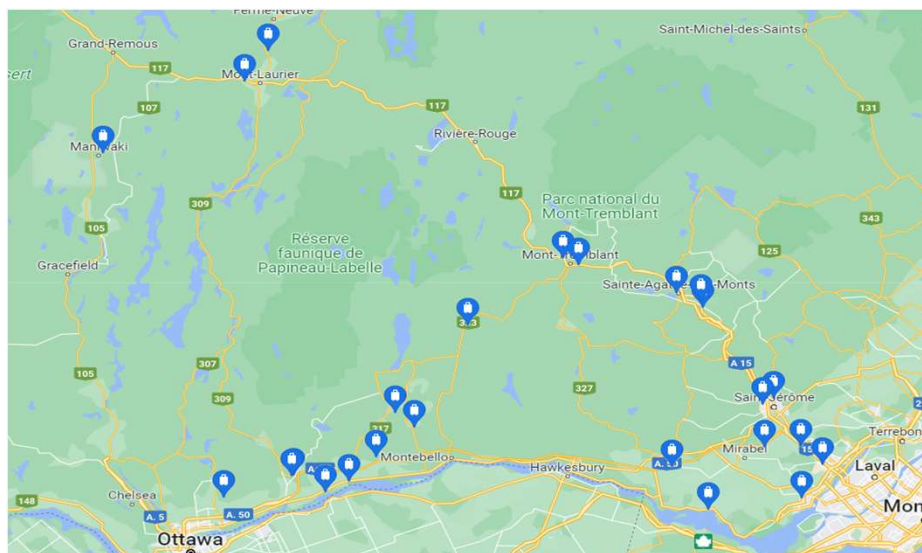 Ferme-Neuve
Grand-Remous
Saint-Michel-des-Saints
117
Mont-Laurier
107
117
131
Rivière-Rouge
Maniwaki
117
309
Parc national du
Mont-Tremblant
343
105
Réserve
faunique de
Papineau-Labelle
125
Gracefield
Mont-Tremblant
Sainte-Agathe-des-Monts
A 15
307
105
327
309
Saint-Jérôme
317
Terrebon
Mirabel
15
Montebello
A. 50
Hawkesbury
Laval
Chelsea
148
A. 5
A. 50
Mon
Ottawa